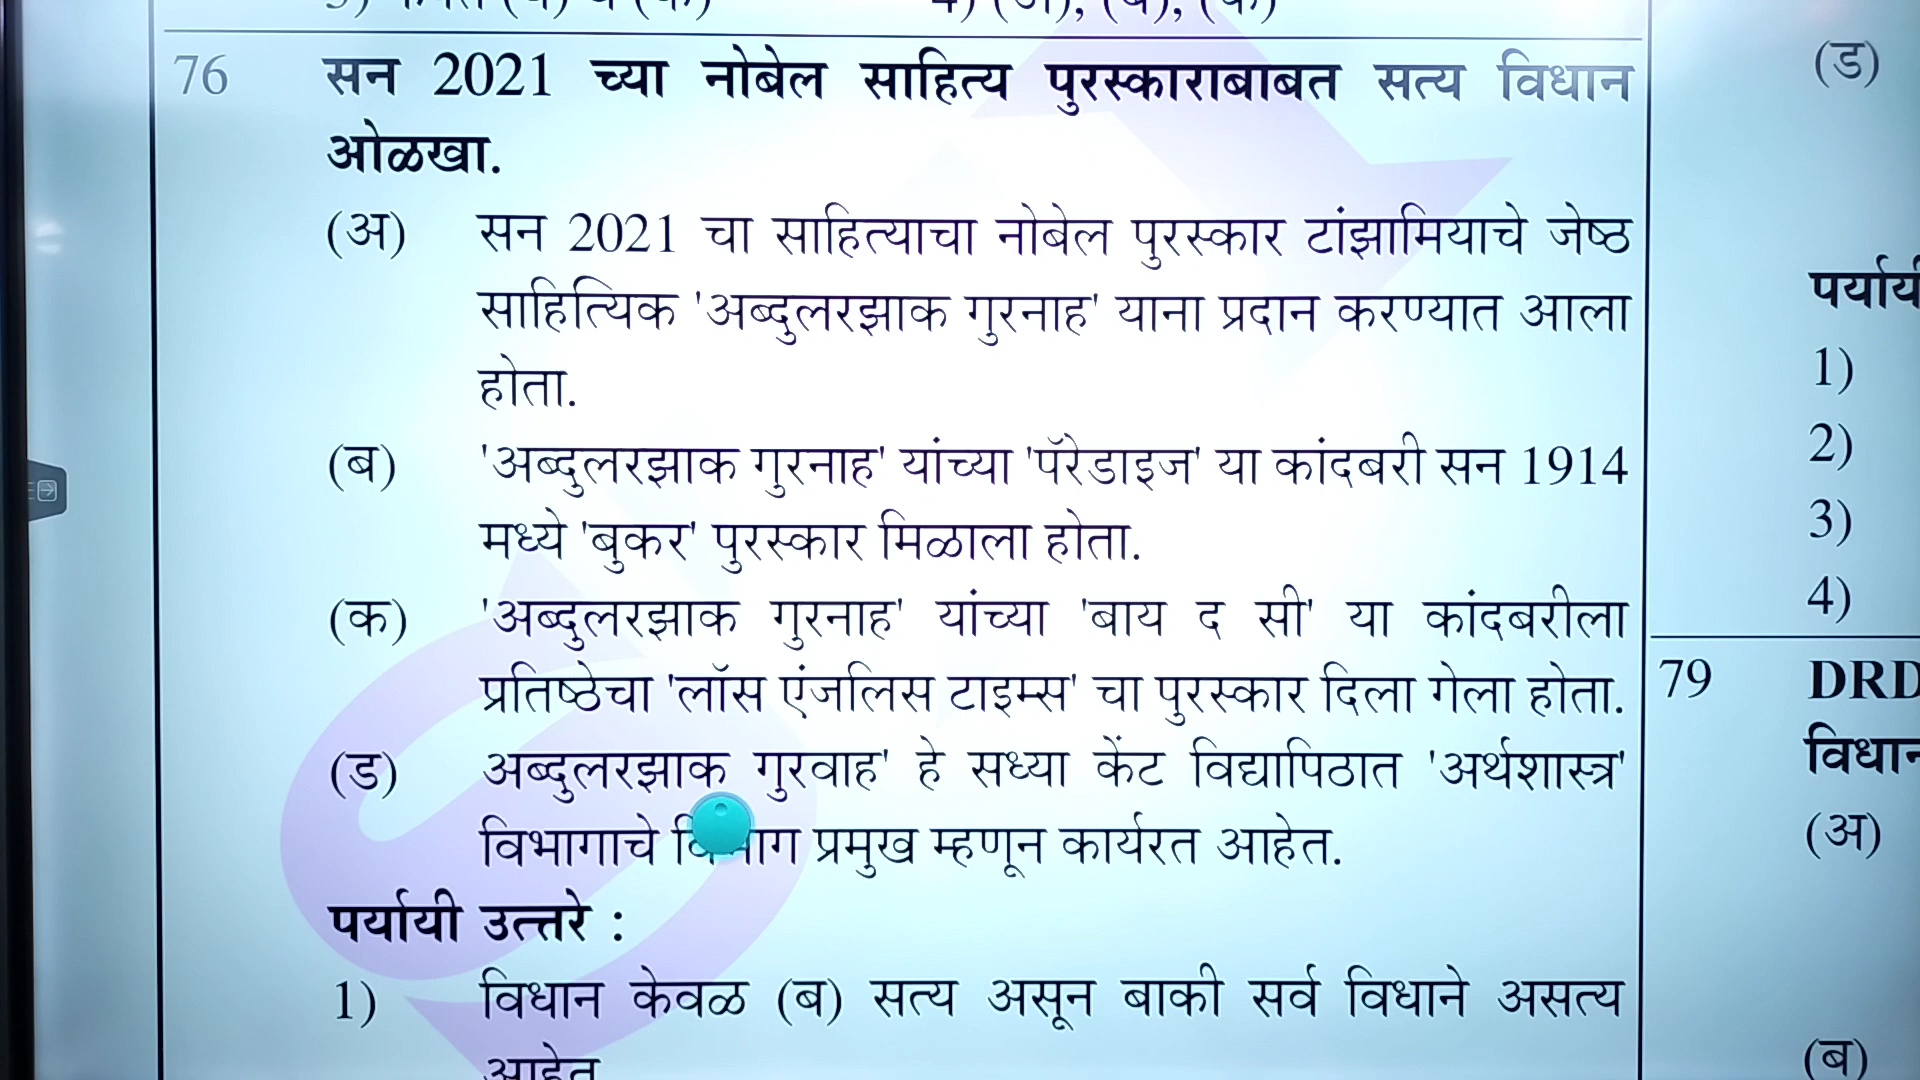 76 सन 2021 च्या नोबेल साहित्य पुरस्काराबाबत सत्य विधान
ओळखा.
(अ) सन 2021 चा साहित्याचा नोबेल पुरस्कार टांझामियाचे जेष्ठ
साहित्यिक 'अब्दुलरझाक गुरनाह' याना प्रदान करण्यात आला
होता.
(ब) 'अब्दुलरझाक गुरनाह' यांच्या 'पॅरेडाइज' या कांदबरी सन 1914
मध्ये 'बुकर' पुरस्कार मिळाला होता.
(क) 'अब्दुलरझाक गुरनाह' यांच्या 'बाय द सी' या कांदबरीला
प्रतिष्ठेचा 'लॉस एंजलिस टाइम्स' चा पुरस्कार दिला गेला होता.
(ड) अब्दुलरझाक गुरवाह' हे सध्या केंट विद्यापिठात 'अर्थशास्त्र'
विभागाचे प्रमुख म्हणून कार्यरत आहेत.
पर्यायी उत्तरे :
1) विधान केवळ (ब) सत्य असून बाकी सर्व विधाने असत्य
आहेत
(ड)
1)
2)
3)
4)
79
(अ)
(ब)